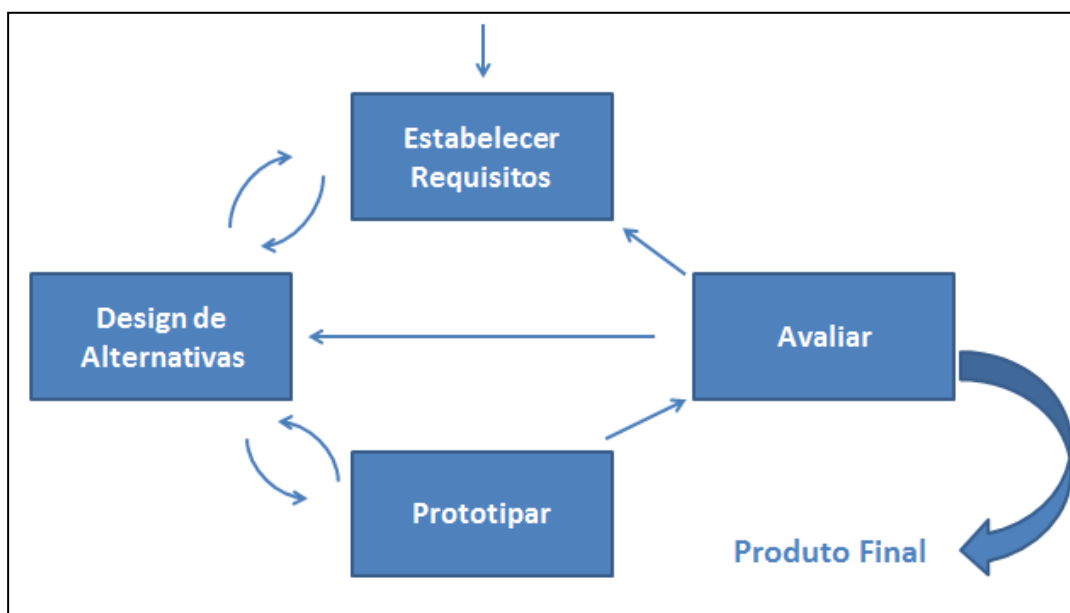 Estabelecer
Requisitos
Design de
Alternativas
Avaliar
Prototipar
Produto Final